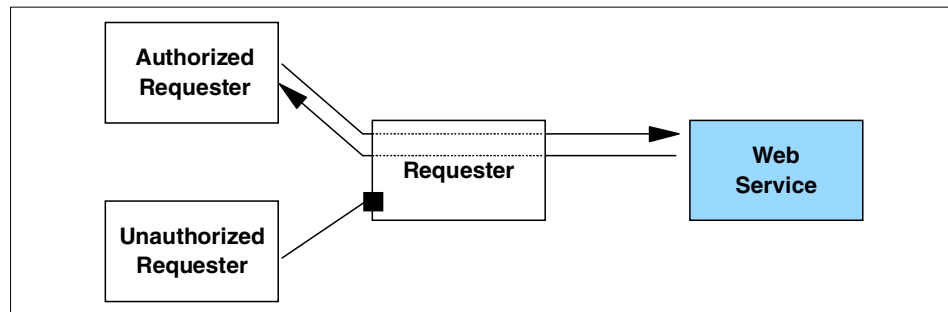 Authorized
Requester
Requester
Web
Service
Unauthorized
Requester